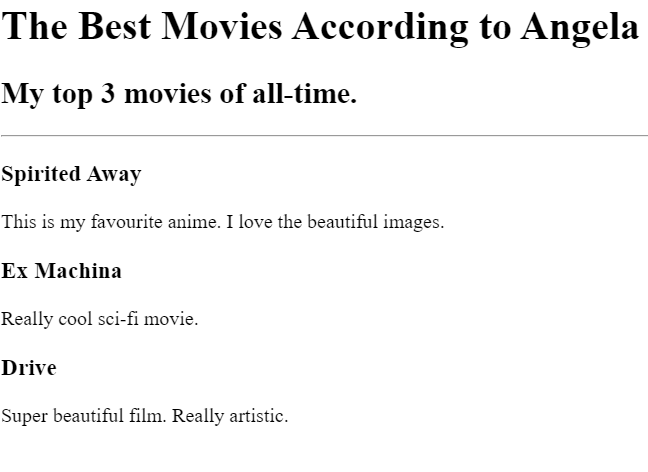 The Best Movies According to Angela
My top 3 movies of all-time.
Spirited Away
This is my favourite anime. I love the beautiful images.
Ex Machina
Really cool sci-fi movie.
Drive
Super beautiful film. Really artistic.